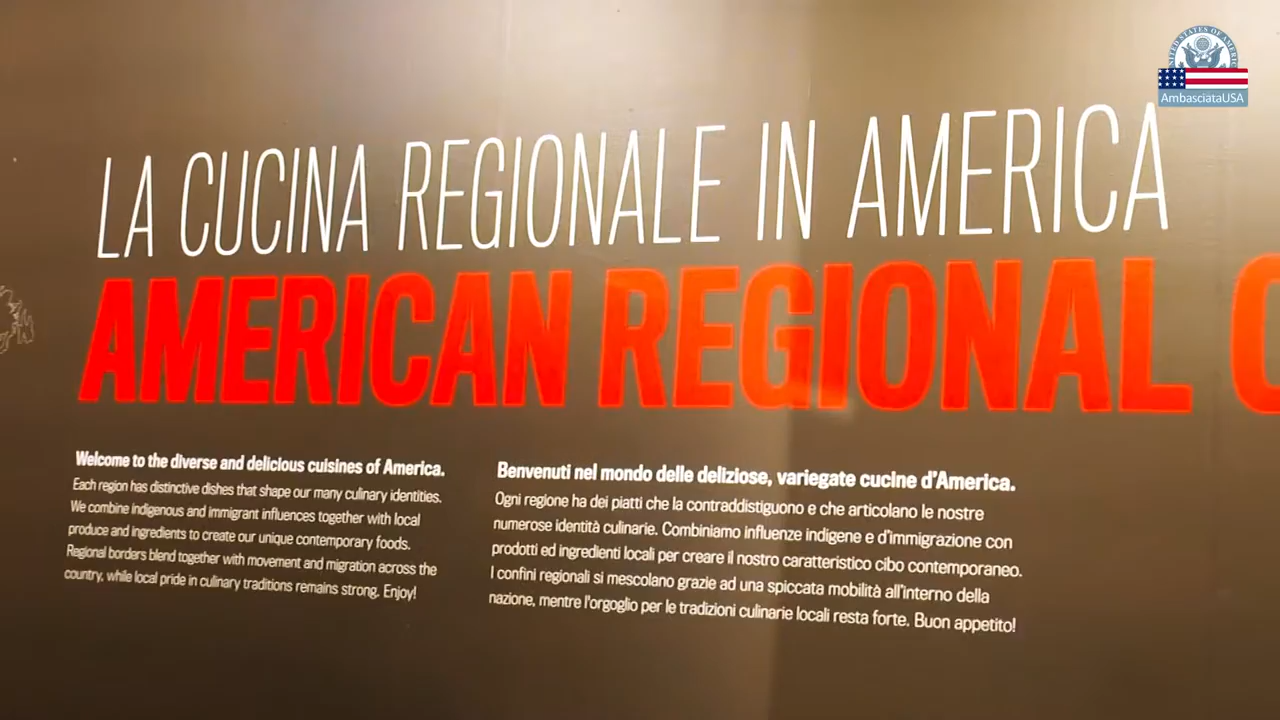 UNITED STATES OF AMERICA
AmbasciataUSA
LA CUCINA REGIONALE IN AMERICA
AMERICAN REGIONAL
Welcome to the diverse and delicious cuisines of America.
Each region has distinctive dishes that shape our many culinary identities.
We combine indigenous and immigrant influences together with local
produce and ingredients to create our unique contemporary foods.
Regional borders blend together with movement and migration across the
country, while local pride in culinary traditions remains strong. Enjoy!
Benvenuti nel mondo delle deliziose, variegate cucine d'America.
Ogni regione ha dei piatti che la contraddistiguono e che articolano le nostre
numerose identità culinarie. Combiniamo influenze indigene e d'immigrazione con
prodotti ed ingredienti locali per creare il nostro caratteristico cibo contemporaneo.
I confini regionali si mescolano grazie ad una spiccata mobilità all'interno della
nazione, mentre l'orgoglio per le tradizioni culinarie locali resta forte. Buon appetito!